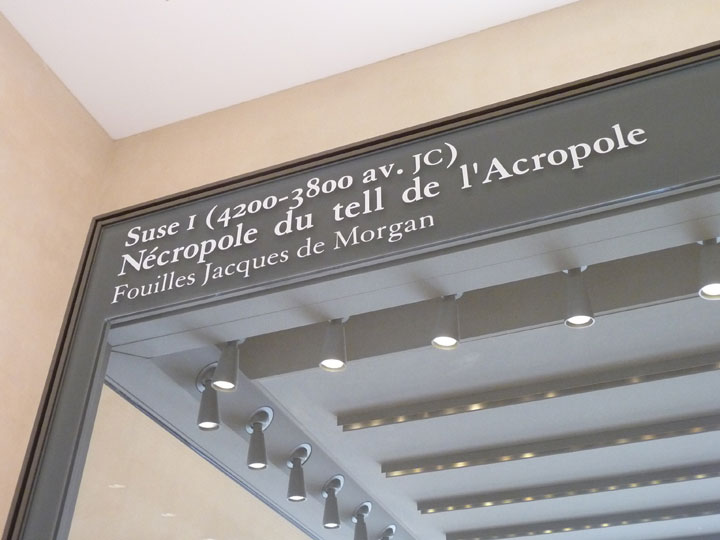 Suse I (4200-3800 av. JC)
Nécropole du tell de l'Acropole
Fouilles Jacques de Morgan